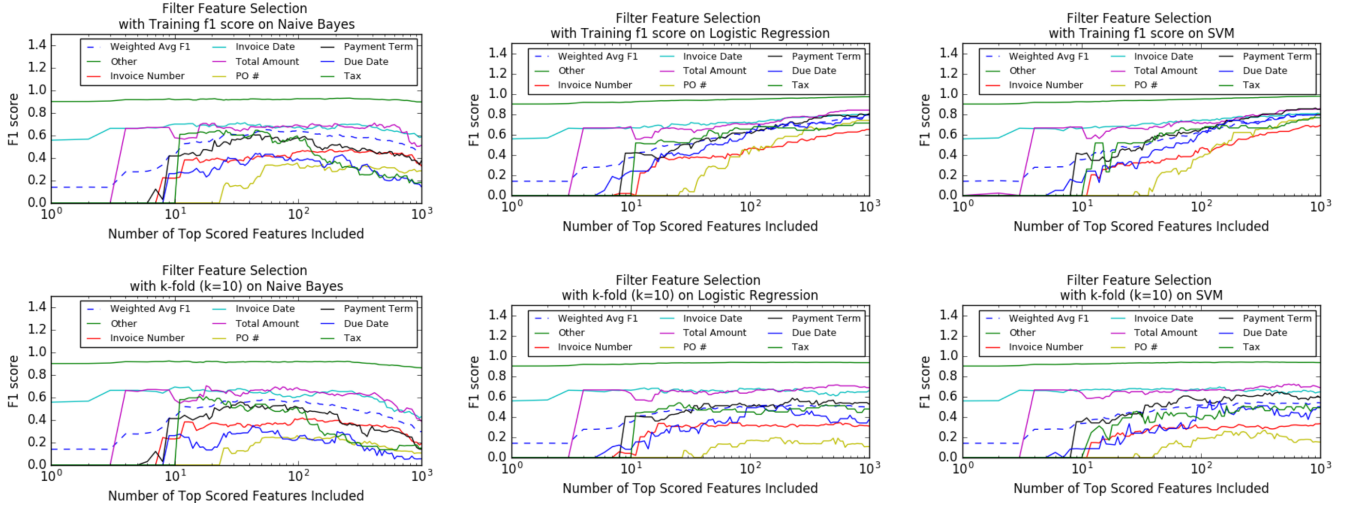 Filter Feature Selection
with Training f1 score on Naive Bayes
1.4
1.2
1.0
0.8
0.6
0.4
0.2
0.0
F1 score
Weighted Avg F1
Other
Invoice Number
Invoice Date
Total Amount
PO #
Payment Term
Due Date
Tax
10^0
10^1
10^2
10^3
Number of Top Scored Features Included
Filter Feature Selection
with Training f1 score on Logistic Regression
1.4
1.2
1.0
0.8
0.6
0.4
0.2
0.0
F1 score
Weighted Avg F1
Other
Invoice Number
Invoice Date
Total Amount
PO #
Payment Term
Due Date
Tax
10^0
10^1
10^2
10^3
Number of Top Scored Features Included
Filter Feature Selection
with Training f1 score on SVM
1.4
1.2
1.0
0.8
0.6
0.4
0.2
0.0
F1 score
Weighted Avg F1
Other
Invoice Number
Invoice Date
Total Amount
PO #
Payment Term
Due Date
Tax
10^0
10^1
10^2
10^3
Number of Top Scored Features Included
Filter Feature Selection
with k-fold (k=10) on Naive Bayes
1.4
1.2
1.0
0.8
0.6
0.4
0.2
0.0
F1 score
Weighted Avg F1
Other
Invoice Number
Invoice Date
Total Amount
PO #
Payment Term
Due Date
Tax
10^0
10^1
10^2
10^3
Number of Top Scored Features Included
Filter Feature Selection
with k-fold (k=10) on Logistic Regression
1.4
1.2
1.0
0.8
0.6
0.4
0.2
0.0
F1 score
Weighted Avg F1
Other
Invoice Number
Invoice Date
Total Amount
PO #
Payment Term
Due Date
Tax
10^0
10^1
10^2
10^3
Number of Top Scored Features Included
Filter Feature Selection
with k-fold (k=10) on SVM
1.4
1.2
1.0
0.8
0.6
0.4
0.2
0.0
F1 score
Weighted Avg F1
Other
Invoice Number
Invoice Date
Total Amount
PO #
Payment Term
Due Date
Tax
10^0
10^1
10^2
10^3
Number of Top Scored Features Included